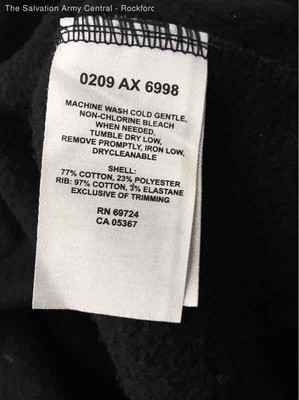 The Salvation Army Central - Rockforc
0209 AX 6998
MACHINE WASH COLD GENTLE,
NON-CHLORINE BLEACH
WHEN NEEDED,
TUMBLE DRY LOW,
REMOVE PROMPTLY, IRON LOW,
DRYCLEANABLE
SHELL:
77% COTTON, 23% POLYESTER
RIB: 97% COTTON, 3% ELASTANE
EXCLUSIVE OF TRIMMING
RN 69724
CA 05367